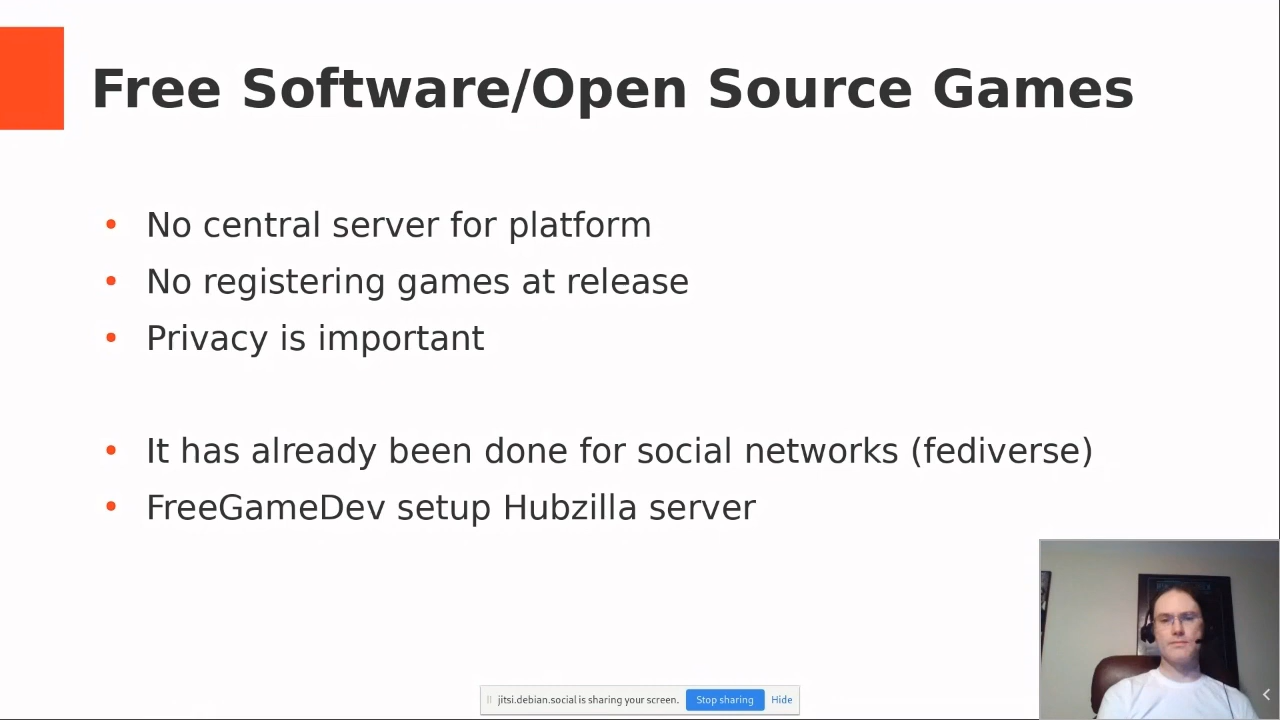 Free Software/Open Source Games
• No central server for platform
• No registering games at release
• Privacy is important
• It has already been done for social networks (fediverse)
• FreeGameDev setup Hubzilla server
jitsi.debian.social is sharing your screen. Stop sharing Hide